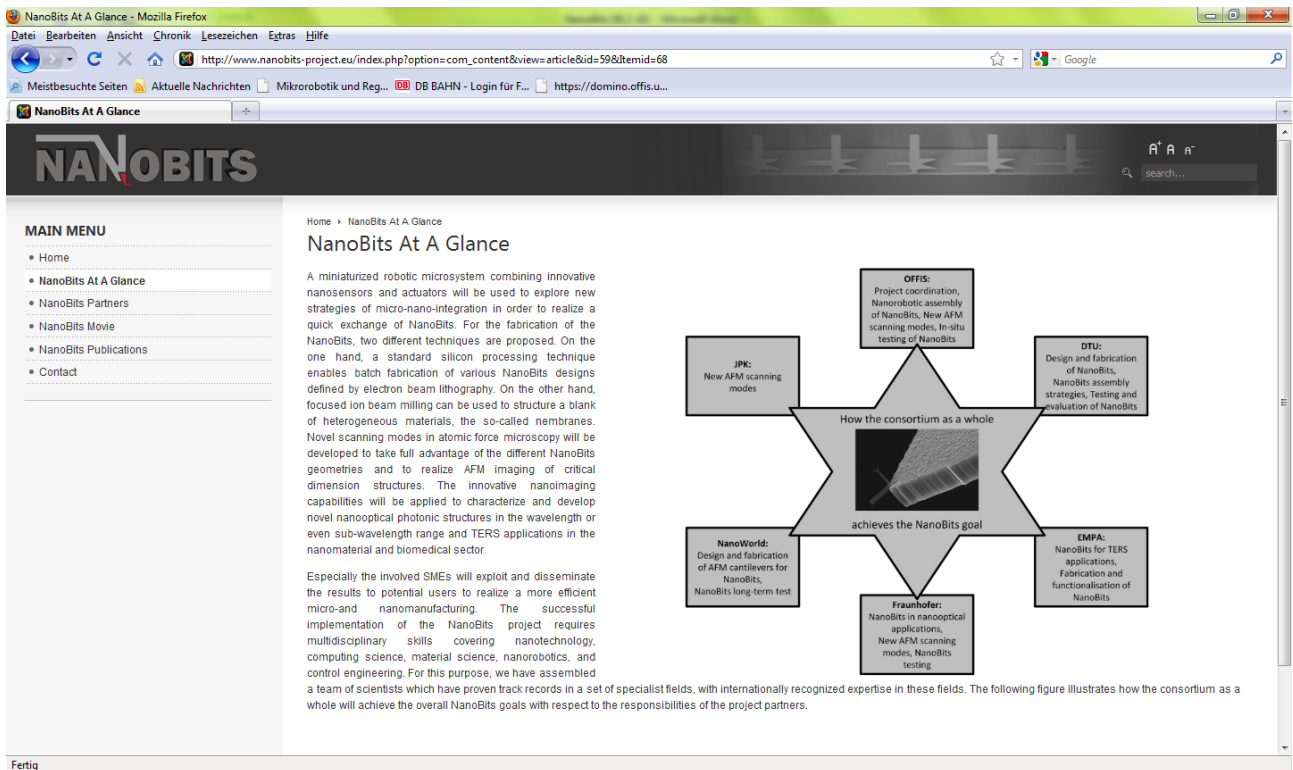 NanoBits At A Glance - Mozilla Firefox
Datei Bearbeiten Ansicht Chronik Lesezeichen Extras Hilfe
http://www.nanobits-project.eu/index.php?option=com_content&view=article&id=59&Itemid=68
Google
Meistbesuchte Seiten Aktuelle Nachrichten Mikrorobotik und Reg... DB DB BAHN - Login für F... https://domino.offis.u...
NanoBits At A Glance
NANOBITS
A+ A A-
search...
MAIN MENU
Home
NanoBits At A Glance
NanoBits Partners
NanoBits Movie
NanoBits Publications
Contact
Home NanoBits At A Glance
NanoBits At A Glance
A miniaturized robotic microsystem combining innovative
nanosensors and actuators will be used to explore new
strategies of micro-nano-integration in order to realize a
quick exchange of NanoBits. For the fabrication of the
NanoBits, two different techniques are proposed. On the
one hand, a standard silicon processing technique
enables batch fabrication of various NanoBits designs
defined by electron beam lithography. On the other hand,
focused ion beam milling can be used to structure a blank
of heterogeneous materials, the so-called nembranes.
Novel scanning modes in atomic force microscopy will be
developed to take full advantage of the different NanoBits
geometries and to realize AFM imaging of critical
dimension structures. The innovative nanoimaging
capabilities will be applied to characterize and develop
novel nanooptical photonic structures in the wavelength or
even sub-wavelength range and TERS applications in the
nanomaterial and biomedical sector.
Especially the involved SMEs will exploit and disseminate
the results to potential users to realize a more efficient
micro-and nanomanufacturing. The successful
implementation of the NanoBits project requires
multidisciplinary skills covering nanotechnology,
computing science, material science, nanorobotics, and
control engineering. For this purpose, we have assembled
a team of scientists which have proven track records in a set of specialist fields, with internationally recognized expertise in these fields. The following figure illustrates how the consortium as a
whole will achieve the overall NanoBits goals with respect to the responsibilities of the project partners.
OFFIS:
Project coordination,
Nanorobotic assembly
of NanoBits, New AFM
scanning modes, In-situ
testing of NanoBits
JPK:
New AFM scanning
modes
DTU:
Design and fabrication
of NanoBits,
NanoBits assembly
strategies, Testing and
evaluation of NanoBits
How the consortium as a whole
achieves the NanoBits goal
NanoWorld:
Design and fabrication
of AFM cantilevers for
NanoBits,
NanoBits long-term test
EMPA:
NanoBits for TERS
applications,
Fabrication and
functionalisation of
NanoBits
Fraunhofer:
NanoBits in nanooptical
applications,
New AFM scanning
modes, NanoBits
testing
Fertig